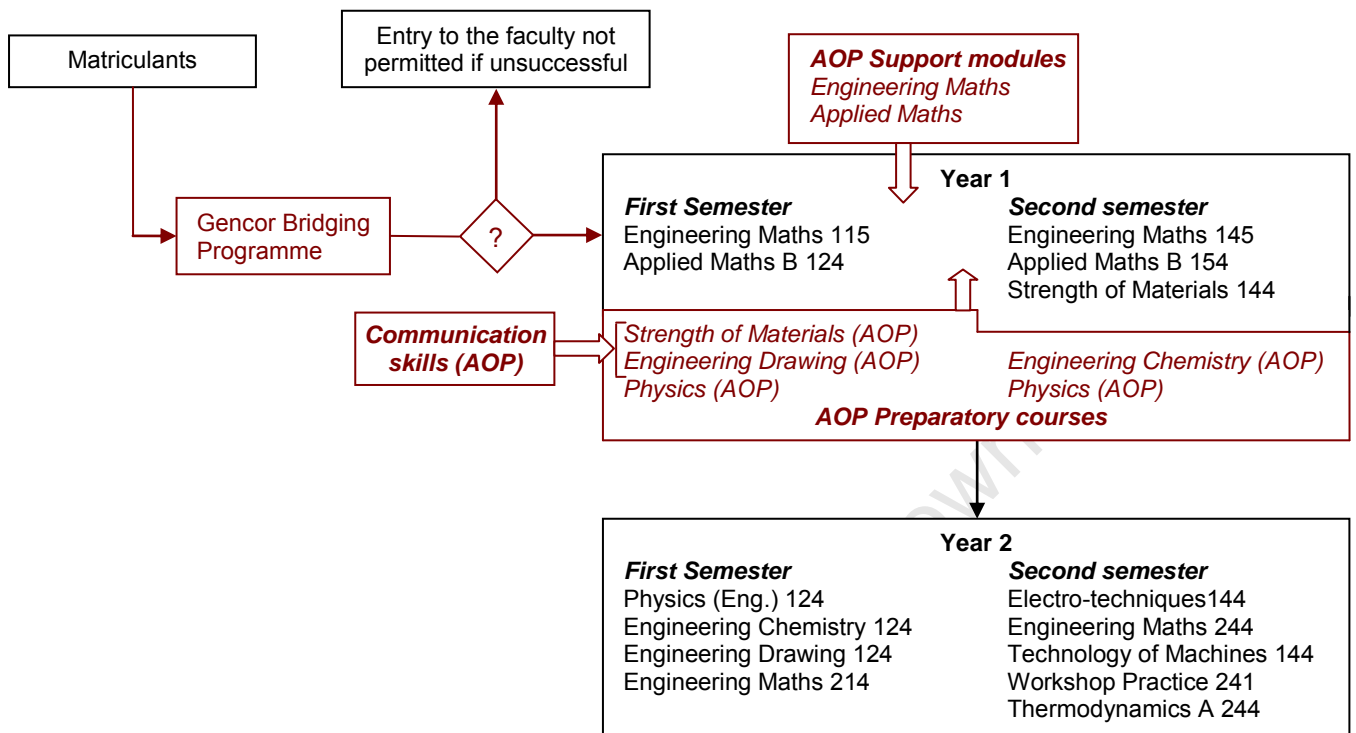 Matriculants
Entry to the faculty not
permitted if unsuccessful
AOP Support modules
Engineering Maths
Applied Maths
Gencor Bridging
Programme
?
Year 1
First Semester
Engineering Maths 115
Applied Maths B 124
Second semester
Engineering Maths 145
Applied Maths B 154
Strength of Materials 144
Communication
skills (AOP)
Strength of Materials (AOP)
Engineering Drawing (AOP)
Physics (AOP)
Engineering Chemistry (AOP)
Physics (AOP)
AOP Preparatory courses
Year 2
First Semester
Physics (Eng.) 124
Engineering Chemistry 124
Engineering Drawing 124
Engineering Maths 214
Second semester
Electro-techniques144
Engineering Maths 244
Technology of Machines 144
Workshop Practice 241
Thermodynamics A 244